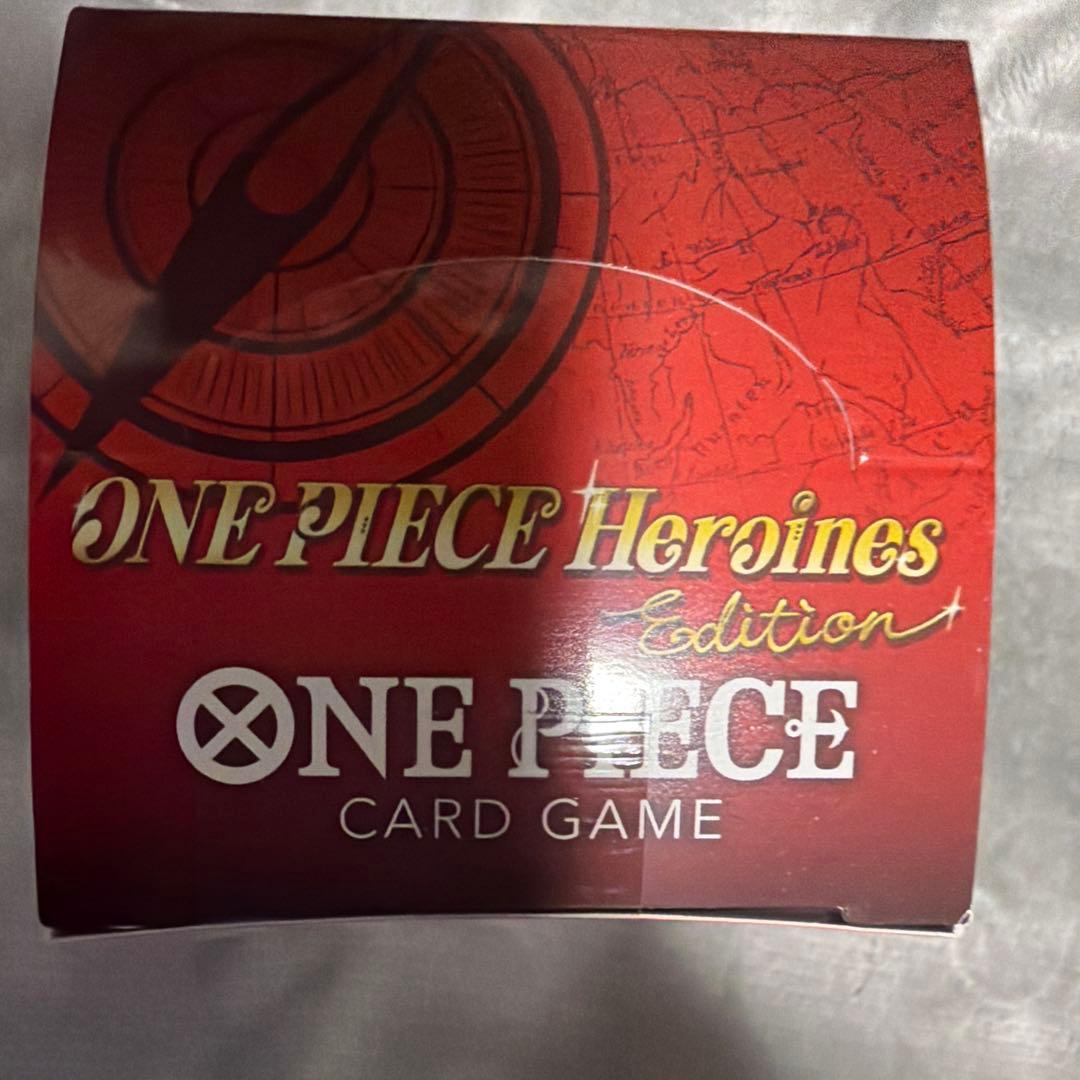 ONE PIECE Heroines
Edition
ONE PIECE
CARD GAME